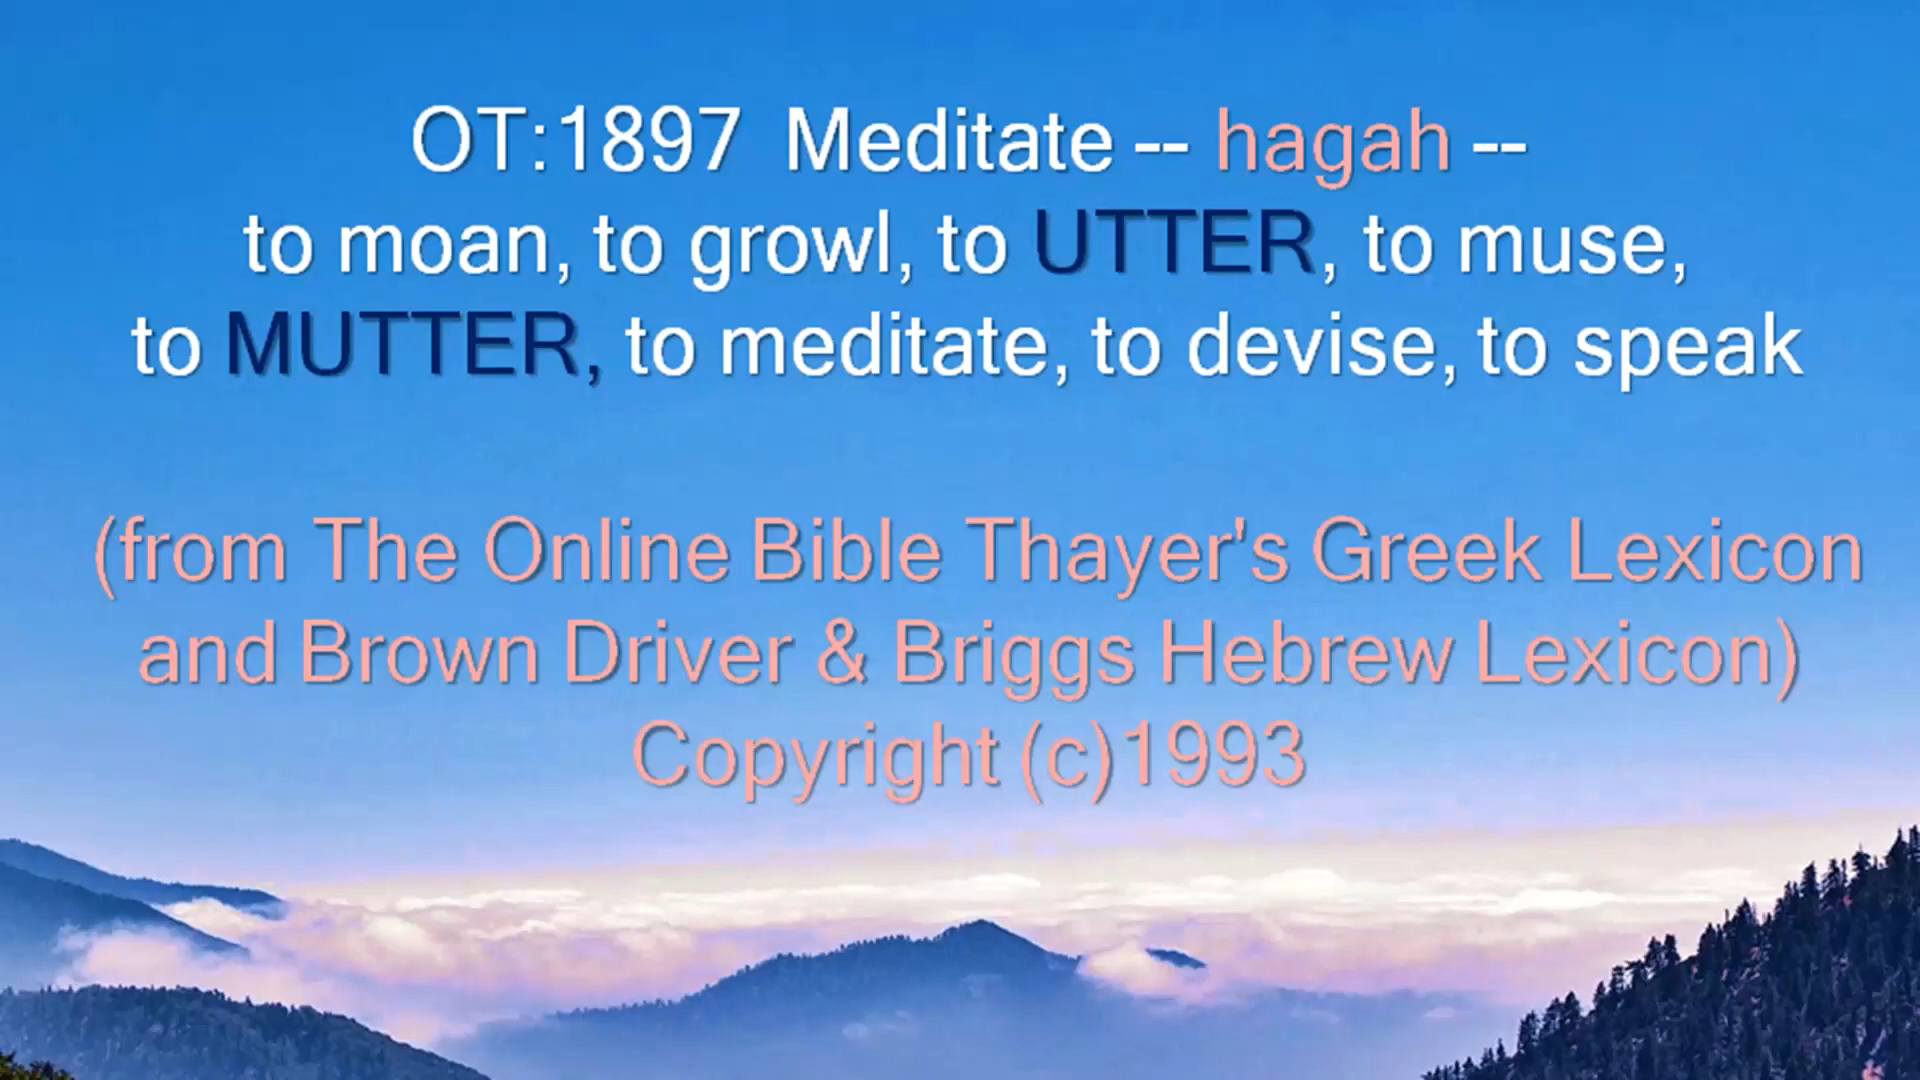 OT:1897  Meditate -- hagah --
to moan, to growl, to UTTER, to muse,
to MUTTER, to meditate, to devise, to speak
(from The Online Bible Thayer's Greek Lexicon
and Brown Driver & Briggs Hebrew Lexicon)
Copyright (c)1993